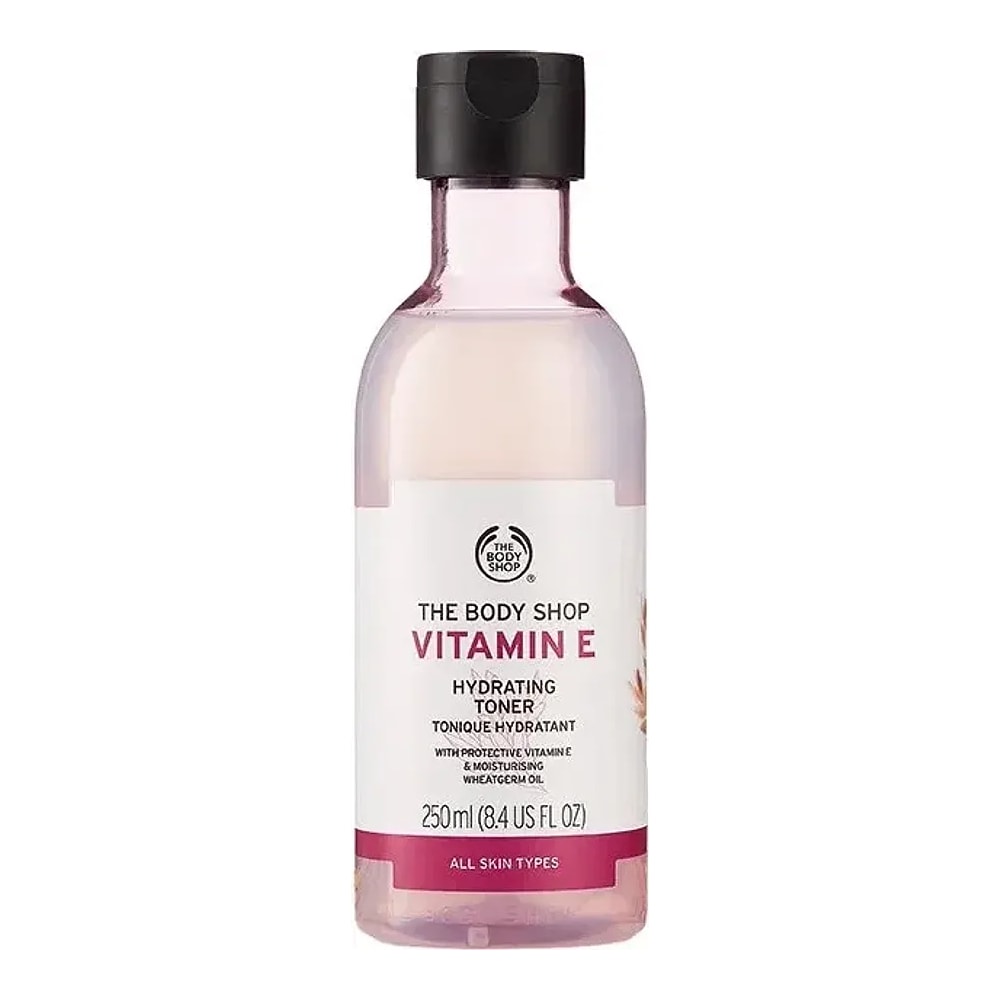 THE
BODY
SHOP
®
THE BODY SHOP
VITAMIN E
HYDRATING
TONER
TONIQUE HYDRATANT
WITH PROTECTIVE VITAMIN E
& MOISTURISING
WHEATGERM OIL
250ml (8.4 US FL OZ)
ALL SKIN TYPES